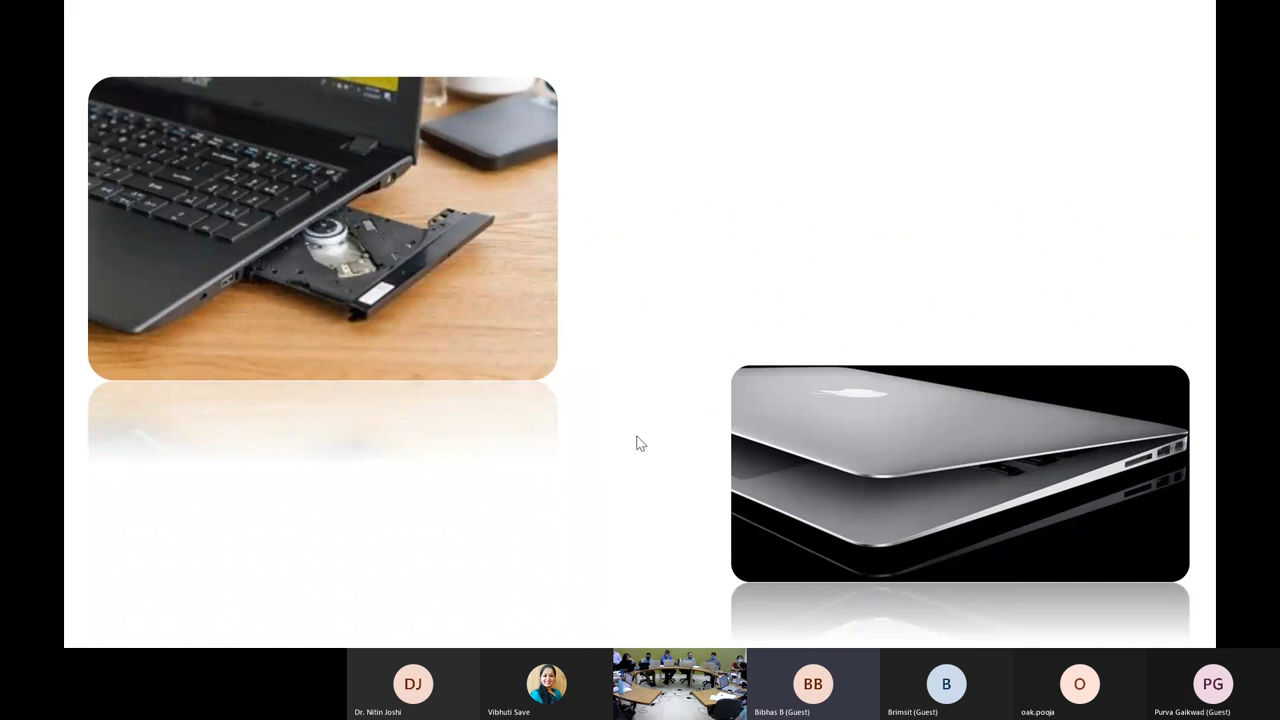 DJ
Dr. Nitin Joshi
Vibhuti Save
BB
Bibhas B (Guest)
B
Brimsit (Guest)
O
oak.pooja
PG
Purva Gaikwad (Guest)